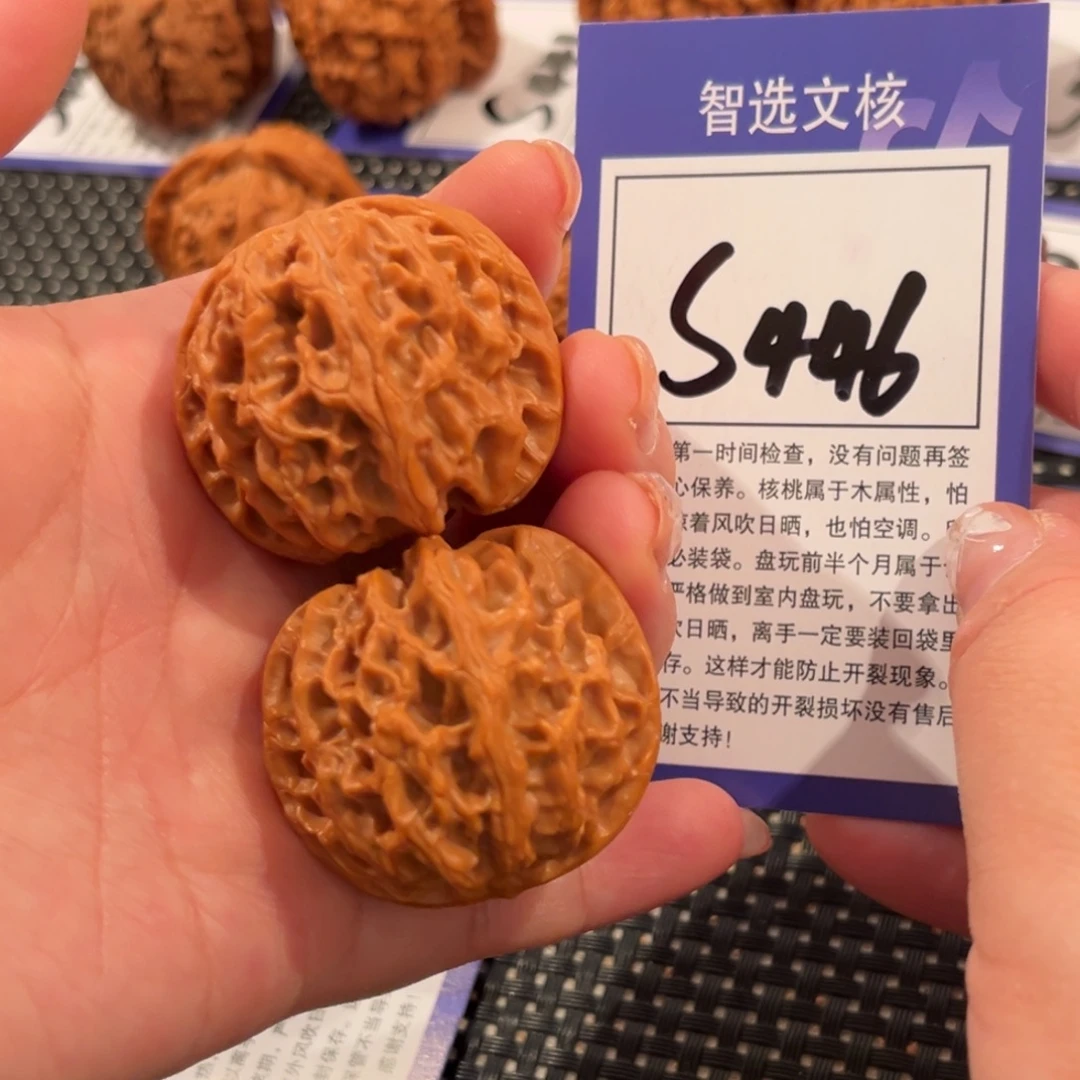 智选文核
S446
第一时间检查，没有问题再签
心保养。核桃属于木属性，怕
着风吹日晒，也怕空调。
必装袋。盘玩前半个月属于
严格做到室内盘玩，不要拿出
吹日晒，离手一定要装回袋里
存。这样才能防止开裂现象。
不当导致的开裂损坏没有售后
谢支持！
感谢支持！